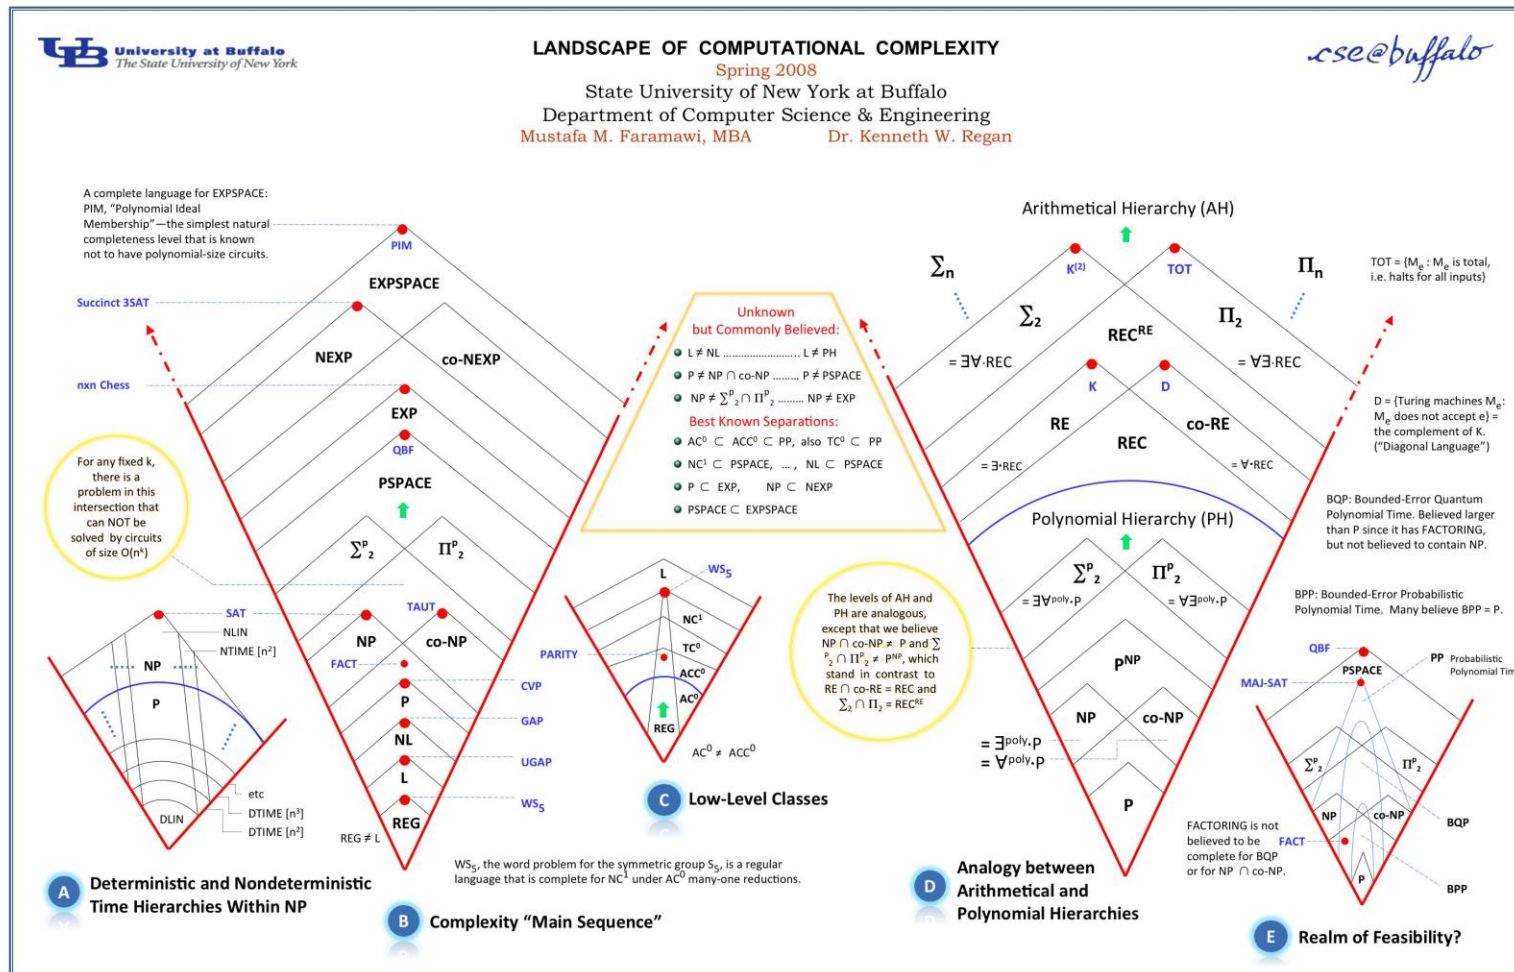 University at Buffalo
The State University of New York
LANDSCAPE OF COMPUTATIONAL COMPLEXITY
Spring 2008
State University of New York at Buffalo
Department of Computer Science & Engineering
Mustafa M. Faramawi, MBA Dr. Kenneth W. Regan
cse@buffalo
A complete language for EXPSPACE:
PIM, “Polynomial Ideal
Membership”—the simplest natural
completeness level that is known
not to have polynomial-size circuits.
Succinct 3SAT
nxn Chess
For any fixed k,
there is a
problem in this
intersection that
can NOT be
solved by circuits
of size O(nᵏ)
SAT
NLIN
NTIME [n²]
NP
P
DLIN
etc
DTIME [n³]
DTIME [n²]
A
Deterministic and Nondeterministic
Time Hierarchies Within NP
PIM
EXPSPACE
NEXP
co-NEXP
EXP
QBF
PSPACE
∑ᵖ₂
Πᵖ₂
TAUT
NP
co-NP
FACT
CVP
P
GAP
NL
UGAP
L
WS₅
REG
REG ≠ L
WS₅, the word problem for the symmetric group S₅, is a regular
language that is complete for NC¹ under AC⁰ many-one reductions.
B
Complexity “Main Sequence”
Unknown
but Commonly Believed:
L ≠ NL ........................... L ≠ PH
P ≠ NP ∩ co-NP ......... P ≠ PSPACE
NP ≠ ∑ᵖ₂ ∩ Πᵖ₂ ......... NP ≠ EXP
Best Known Separations:
AC⁰ ⊂ ACC⁰ ⊂ PP, also TC⁰ ⊂ PP
NC¹ ⊂ PSPACE, ... , NL ⊂ PSPACE
P ⊂ EXP, NP ⊂ NEXP
PSPACE ⊂ EXPSPACE
L
WS₅
NC¹
TC⁰
PARITY
ACC⁰
AC⁰
REG
AC⁰ ≠ ACC⁰
C
Low-Level Classes
Arithmetical Hierarchy (AH)
∑ₙ
K⁽²⁾
TOT
Πₙ
TOT = {Mₑ : Mₑ is total,
i.e. halts for all inputs}
∑₂
Π₂
RECᴿᴱ
= ∃∀·REC
= ∀∃·REC
K
D
RE
co-RE
REC
= ∃·REC
= ∀·REC
D = {Turing machines Mₑ:
Mₑ does not accept e} =
the complement of K.
(“Diagonal Language”)
Polynomial Hierarchy (PH)
∑ᵖ₂
Πᵖ₂
= ∃∀ᵖᵒˡʸ·P
= ∀∃ᵖᵒˡʸ·P
The levels of AH and
PH are analogous,
except that we believe
NP ∩ co-NP ≠ P and ∑
ᵖ₂ ∩ Πᵖ₂ ≠ Pᴺᴾ, which
stand in contrast to
RE ∩ co-RE = REC and
∑₂ ∩ Π₂ = RECᴿᴱ
Pᴺᴾ
NP
co-NP
= ∃ᵖᵒˡʸ·P
= ∀ᵖᵒˡʸ·P
P
D
Analogy between
Arithmetical and
Polynomial Hierarchies
BQP: Bounded-Error Quantum
Polynomial Time. Believed larger
than P since it has FACTORING,
but not believed to contain NP.
BPP: Bounded-Error Probabilistic
Polynomial Time. Many believe BPP = P.
QBF
PSPACE
PP Probabilistic
Polynomial Tim
MAJ-SAT
∑ᵖ₂
Πᵖ₂
NP
co-NP
BQP
FACTORING is not
believed to be
complete for BQP
or for NP ∩ co-NP.
FACT
P
BPP
E
Realm of Feasibility?